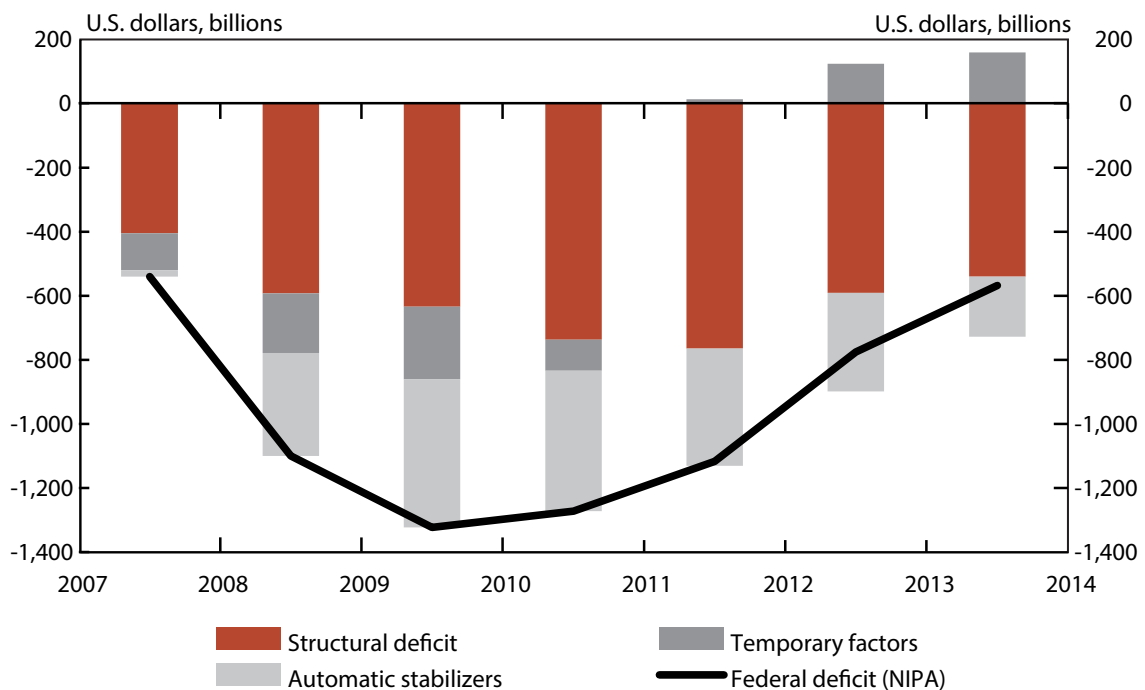 U.S. dollars, billions U.S. dollars, billions
200 200
0 0
-200 -200
-400 -400
-600 -600
-800 -800
-1,000 -1,000
-1,200 -1,200
-1,400 -1,400
2007 2008 2009 2010 2011 2012 2013 2014
Structural deficit Temporary factors
Automatic stabilizers Federal deficit (NIPA)